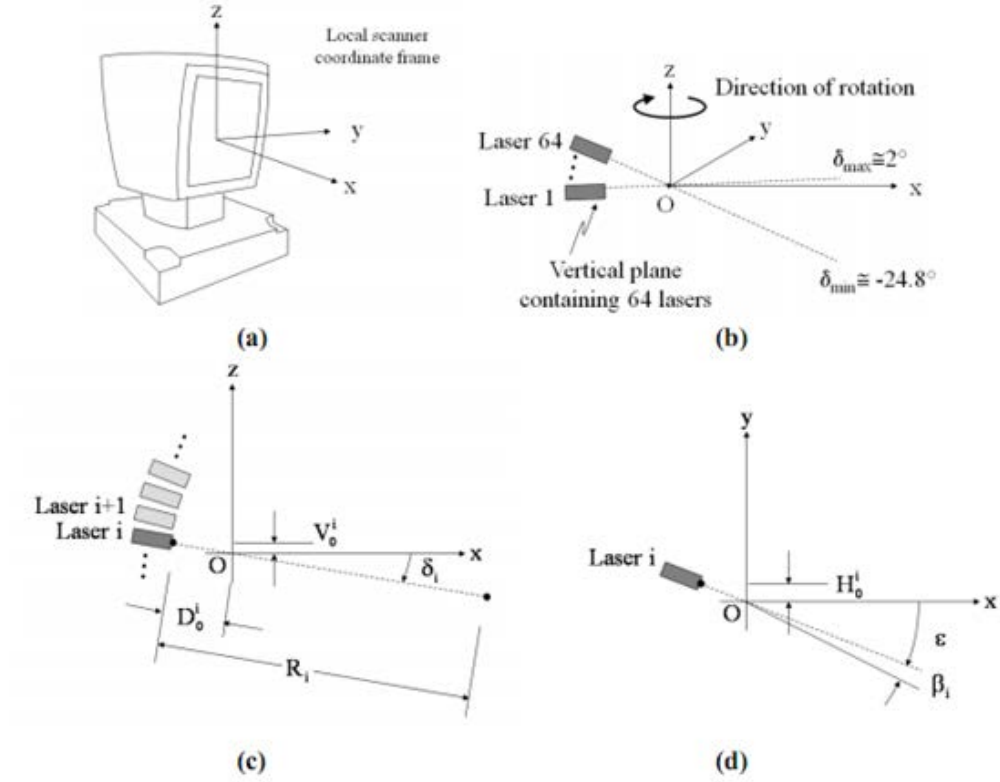 z
Local scanner
coordinate frame
y
x
(a)
z
Direction of rotation
y
Laser 64
δmax≅2°
Laser 1
x
O
Vertical plane
containing 64 lasers
δmin≅ -24.8°
(b)
z
Laser i+1
Laser i
V₀ⁱ
x
O
δᵢ
D₀ⁱ
Rᵢ
(c)
y
Laser i
H₀ⁱ
x
O
ε
βᵢ
(d)